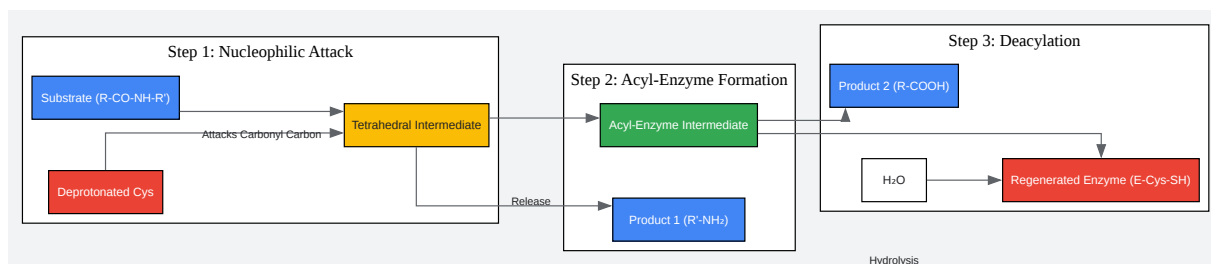 Step 1: Nucleophilic Attack
Substrate (R-CO-NH-R')
Attacks Carbonyl Carbon
Tetrahedral Intermediate
Deprotonated Cys
Release
Step 2: Acyl-Enzyme Formation
Acyl-Enzyme Intermediate
Product 1 (R'-NH₂)
Step 3: Deacylation
Product 2 (R-COOH)
H₂O
Regenerated Enzyme (E-Cys-SH)
Hydrolysis